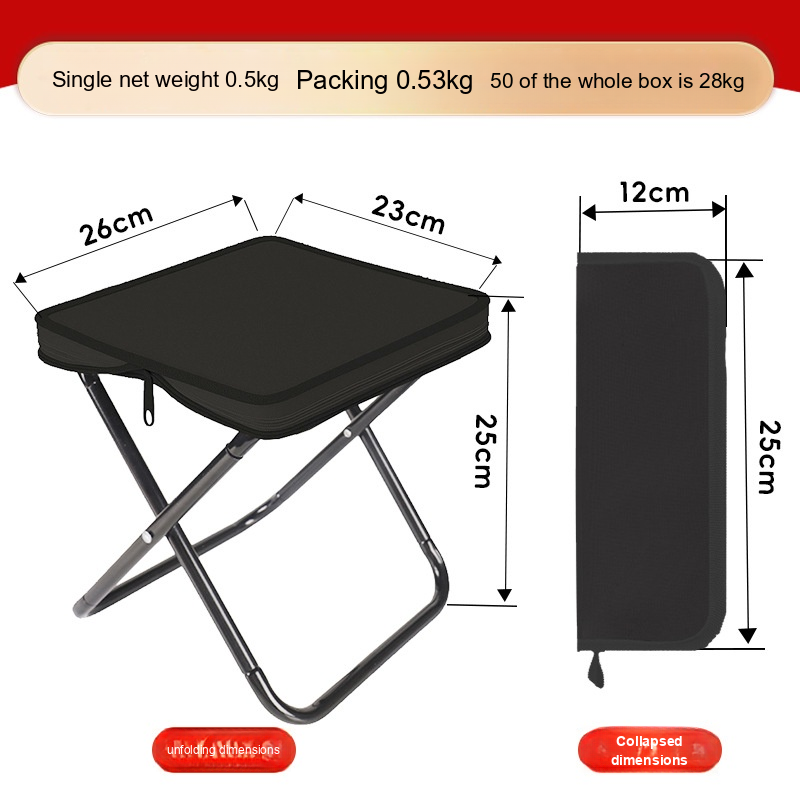 Single net weight 0.5kg Packing 0.53kg 50 of the whole box is 28kg
26cm
23cm
12cm
25cm
25cm
unfolding dimensions
Collapsed
dimensions